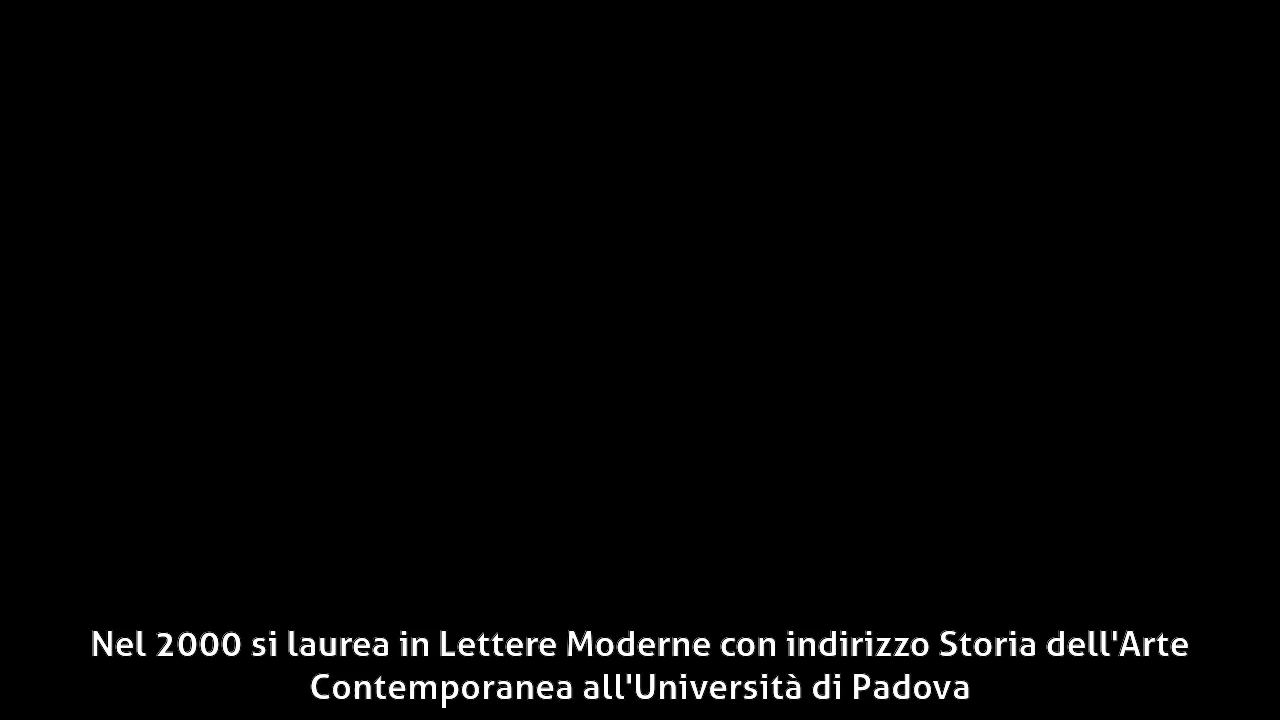 Nel 2000 si laurea in Lettere Moderne con indirizzo Storia dell'Arte
Contemporanea all'Università di Padova